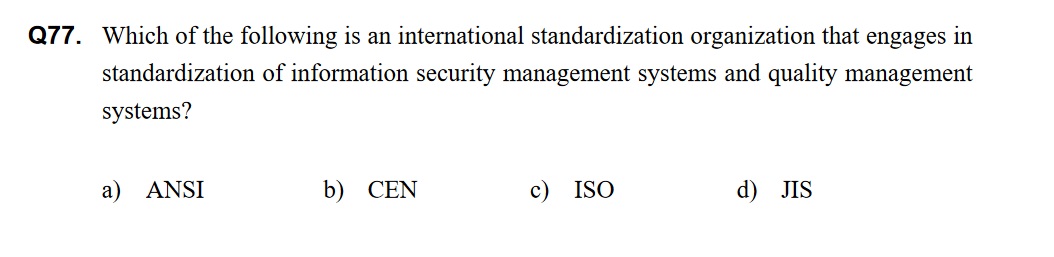 Q77. Which of the following is an international standardization organization that engages in
standardization of information security management systems and quality management
systems?
a) ANSI b) CEN c) ISO d) JIS